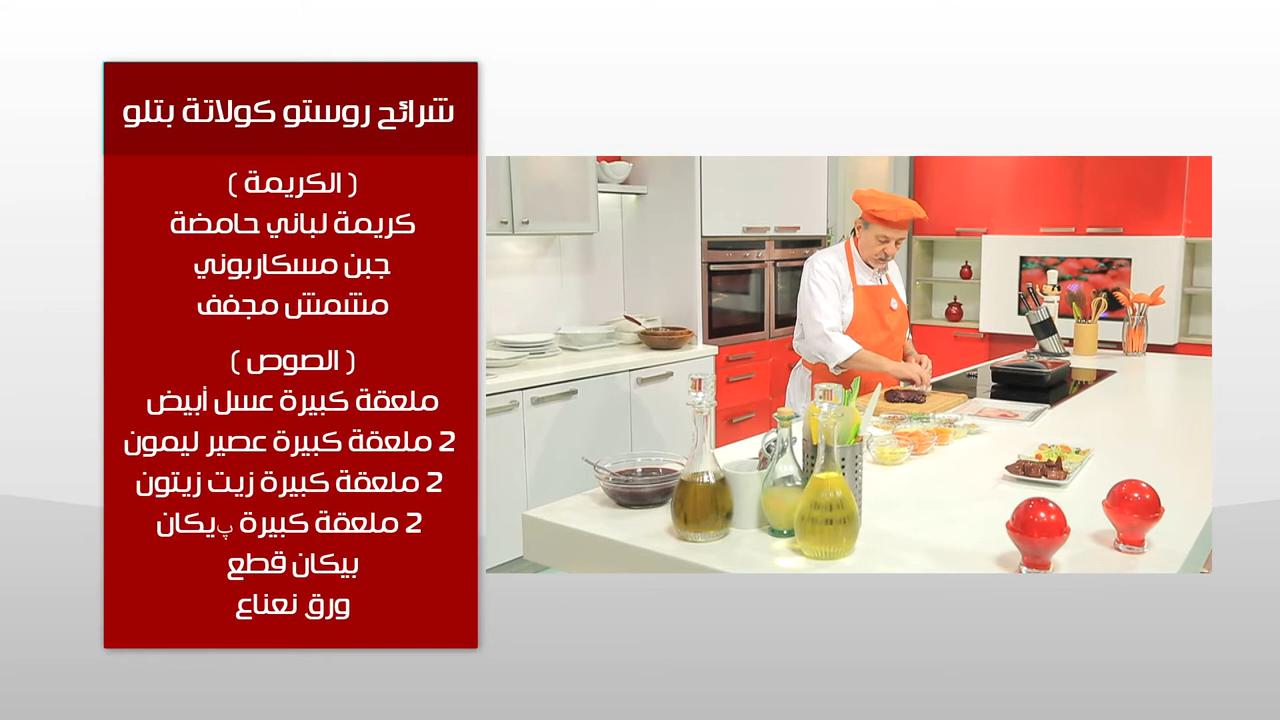 شرائح روستو كولاتة بتلو
( الكريمة )
كريمة لباني حامضة
جبن مسكاربوني
مشمش مجفف
( الصوص )
ملعقة كبيرة عسل أبيض
2 ملعقة كبيرة عصير ليمون
2 ملعقة كبيرة زيت زيتون
2 ملعقة كبيرة پيكان
بيكان قطع
ورق نعناع